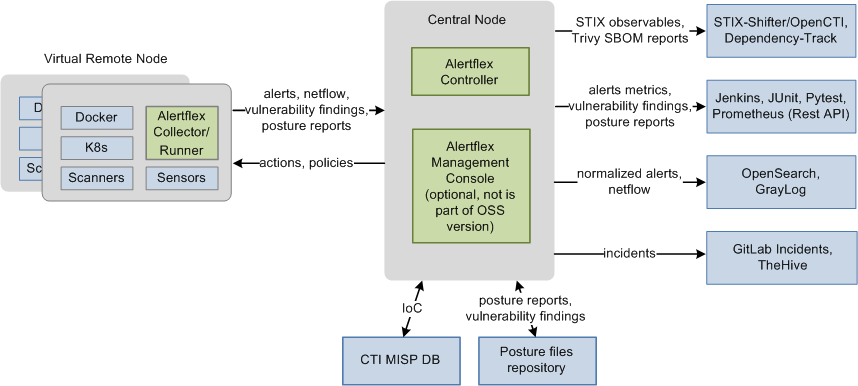 Virtual Remote Node
D
Sc
Docker
K8s
Scanners
Alertflex
Collector/
Runner
Sensors
alerts, netflow,
vulnerability findings,
posture reports
actions, policies
Central Node
Alertflex
Controller
Alertflex
Management
Console
(optional, not is
part of OSS
version)
STIX observables,
Trivy SBOM reports
STIX-Shifter/OpenCTI,
Dependency-Track
alerts metrics,
vulnerability findings,
posture reports
Jenkins, JUnit, Pytest,
Prometheus (Rest API)
normalized alerts,
netflow
OpenSearch,
GrayLog
incidents
GitLab Incidents,
TheHive
IoC
posture reports,
vulnerability findings
CTI MISP DB
Posture files
repository